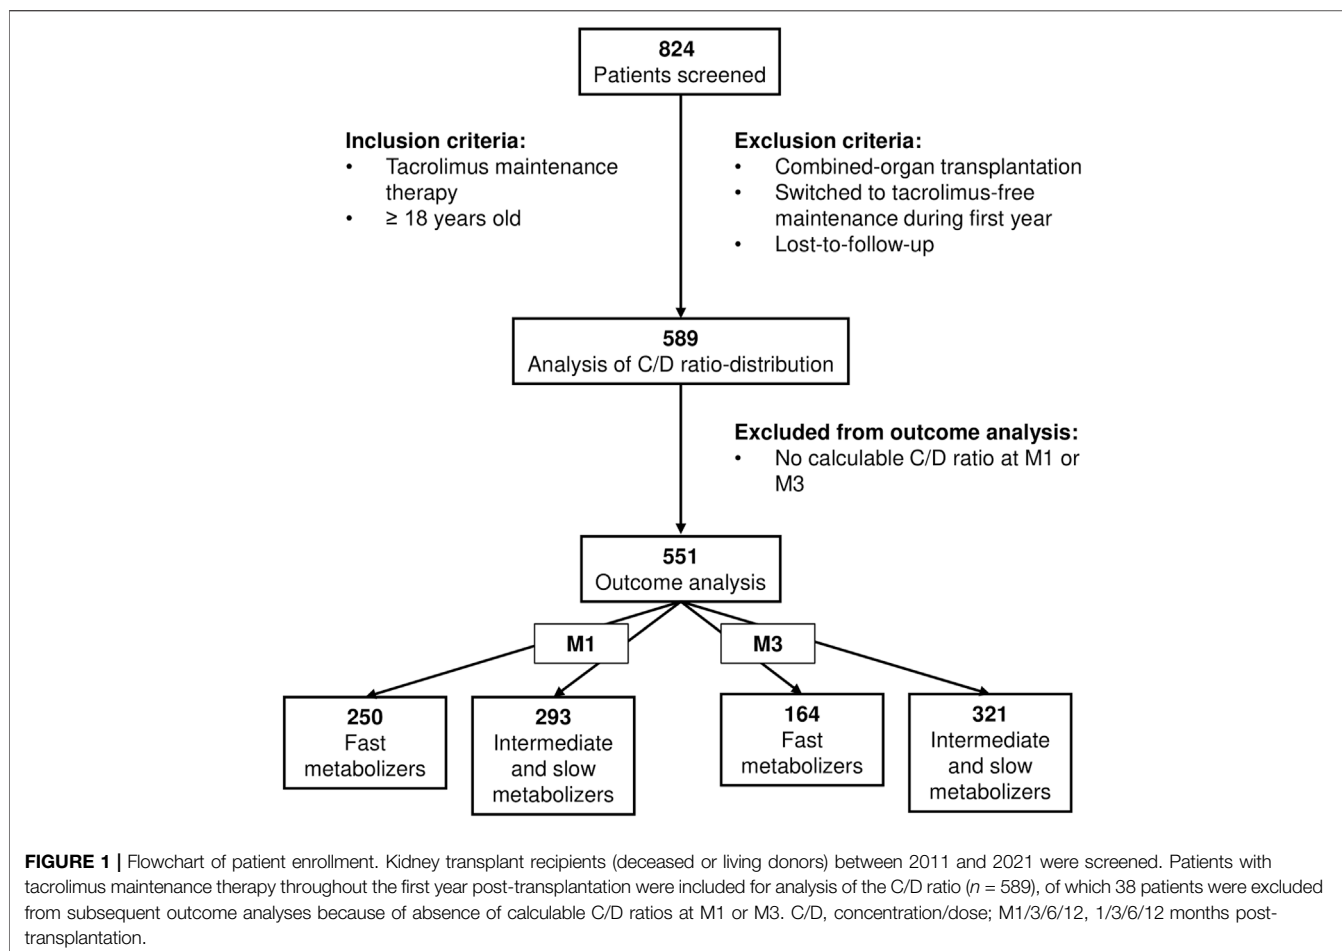 824
Patients screened
Inclusion criteria:
• Tacrolimus maintenance
therapy
• ≥ 18 years old
Exclusion criteria:
• Combined-organ transplantation
• Switched to tacrolimus-free
maintenance during first year
• Lost-to-follow-up
589
Analysis of C/D ratio-distribution
Excluded from outcome analysis:
• No calculable C/D ratio at M1 or
M3
551
Outcome analysis
M1
M3
250
Fast
metabolizers
293
Intermediate
and slow
metabolizers
164
Fast
metabolizers
321
Intermediate
and slow
metabolizers
FIGURE 1 | Flowchart of patient enrollment. Kidney transplant recipients (deceased or living donors) between 2011 and 2021 were screened. Patients with
tacrolimus maintenance therapy throughout the first year post-transplantation were included for analysis of the C/D ratio (n = 589), of which 38 patients were excluded
from subsequent outcome analyses because of absence of calculable C/D ratios at M1 or M3. C/D, concentration/dose; M1/3/6/12, 1/3/6/12 months post-
transplantation.